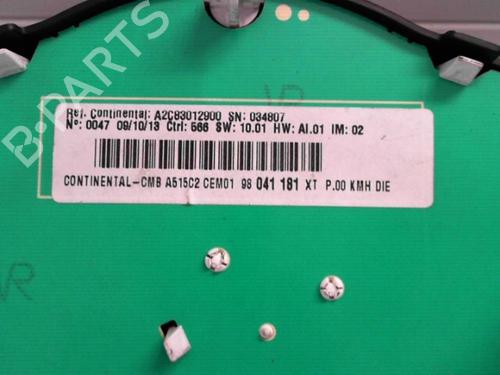 B-PARTS
Ref. Continental: A2C83012900 SN: 034807
Nº: 0047 09/10/13 Ctrl: 566 SW: 10.01 HW: AI.01 IM: 02
CONTINENTAL-CMB A515C2 CEM01 98 041 181 XT P.00 KMH DIE